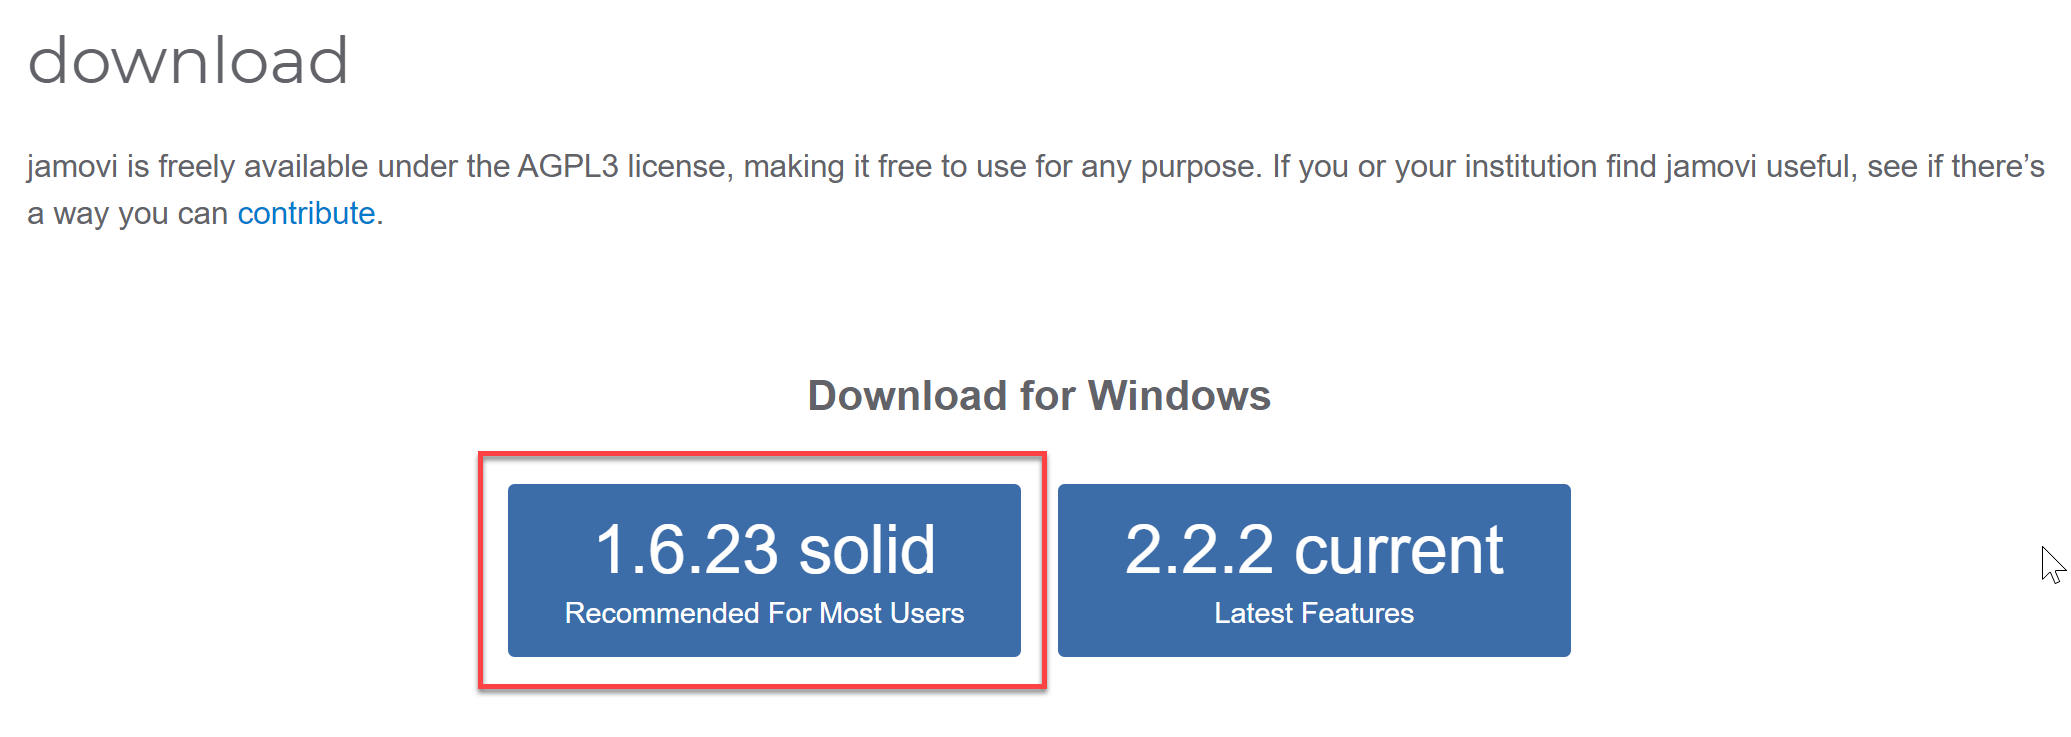 download
jamovi is freely available under the AGPL3 license, making it free to use for any purpose. If you or your institution find jamovi useful, see if there’s
a way you can contribute.
Download for Windows
1.6.23 solid
Recommended For Most Users
2.2.2 current
Latest Features